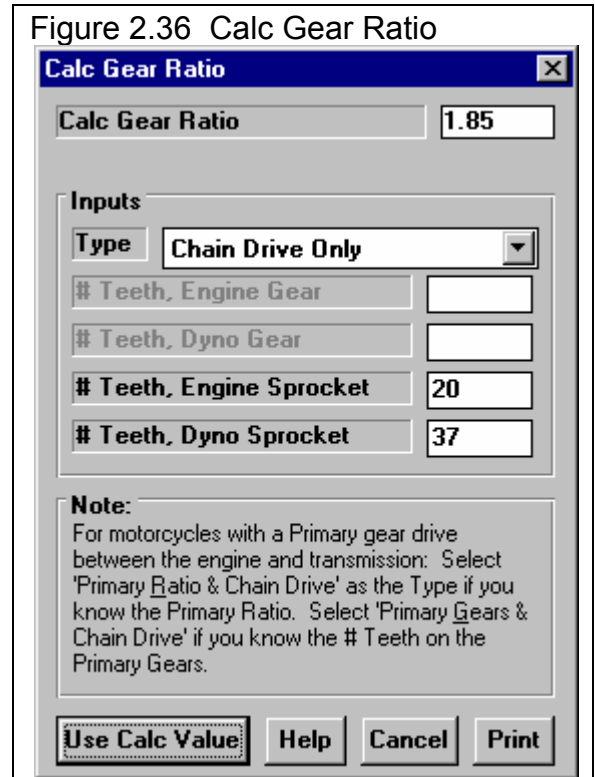 Figure 2.36  Calc Gear Ratio
Calc Gear Ratio
Calc Gear Ratio 1.85
Inputs
Type Chain Drive Only
# Teeth, Engine Gear
# Teeth, Dyno Gear
# Teeth, Engine Sprocket 20
# Teeth, Dyno Sprocket 37
Note:
For motorcycles with a Primary gear drive
between the engine and transmission:  Select
'Primary Ratio & Chain Drive' as the Type if you
know the Primary Ratio.  Select 'Primary Gears &
Chain Drive' if you know the # Teeth on the
Primary Gears.
Use Calc Value Help Cancel Print